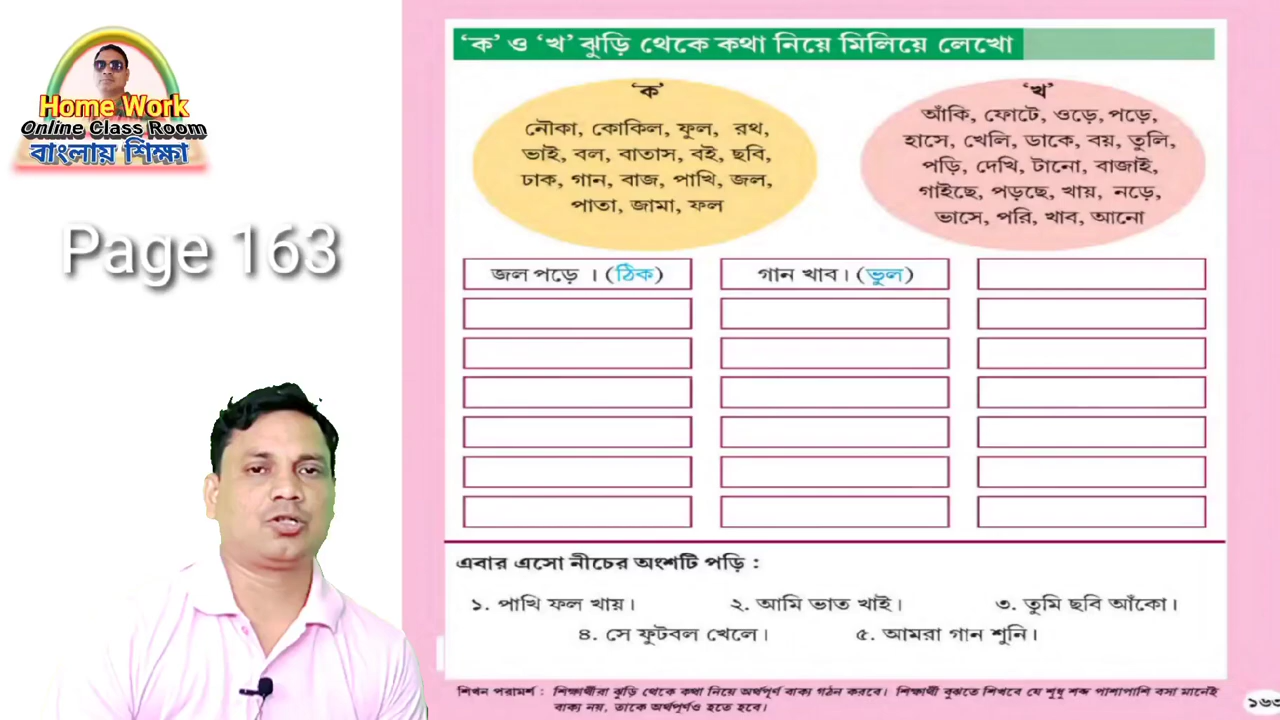 Home Work
Online Class Room
বাংলায় শিক্ষা
Page 163
‘ক’ ও ‘খ’ ঝুড়ি থেকে কথা নিয়ে মিলিয়ে লেখো
‘ক’
নৌকা, কোকিল, ফুল, রথ,
ভাই, বল, বাতাস, বই, ছবি,
ঢাক, গান, বাজ, পাখি, জল,
পাতা, জামা, ফল
‘খ’
আঁকি, ফোটে, ওড়ে, পড়ে,
হাসে, খেলি, ডাকে, বয়, তুলি,
পড়ি, দেখি, টানো, বাজাই,
গাইছে, পড়ছে, খায়, নড়ে,
ভাসে, পরি, খাব, আনো
জল পড়ে । (ঠিক)
গান খাব। (ভুল)
এবার এসো নীচের অংশটি পড়ি :
১. পাখি ফল খায়। ২. আমি ভাত খাই। ৩. তুমি ছবি আঁকো।
৪. সে ফুটবল খেলে। ৫. আমরা গান শুনি।
শিখন পরামর্শ : শিক্ষার্থীরা ঝুড়ি থেকে কথা নিয়ে অর্থপূর্ণ বাক্য গঠন করবে। শিক্ষার্থী বুঝতে শিখবে যে শুধু শব্দ পাশাপাশি বসা মানেই
বাক্য নয়, তাকে অর্থপূর্ণও হতে হবে।
১৬৩